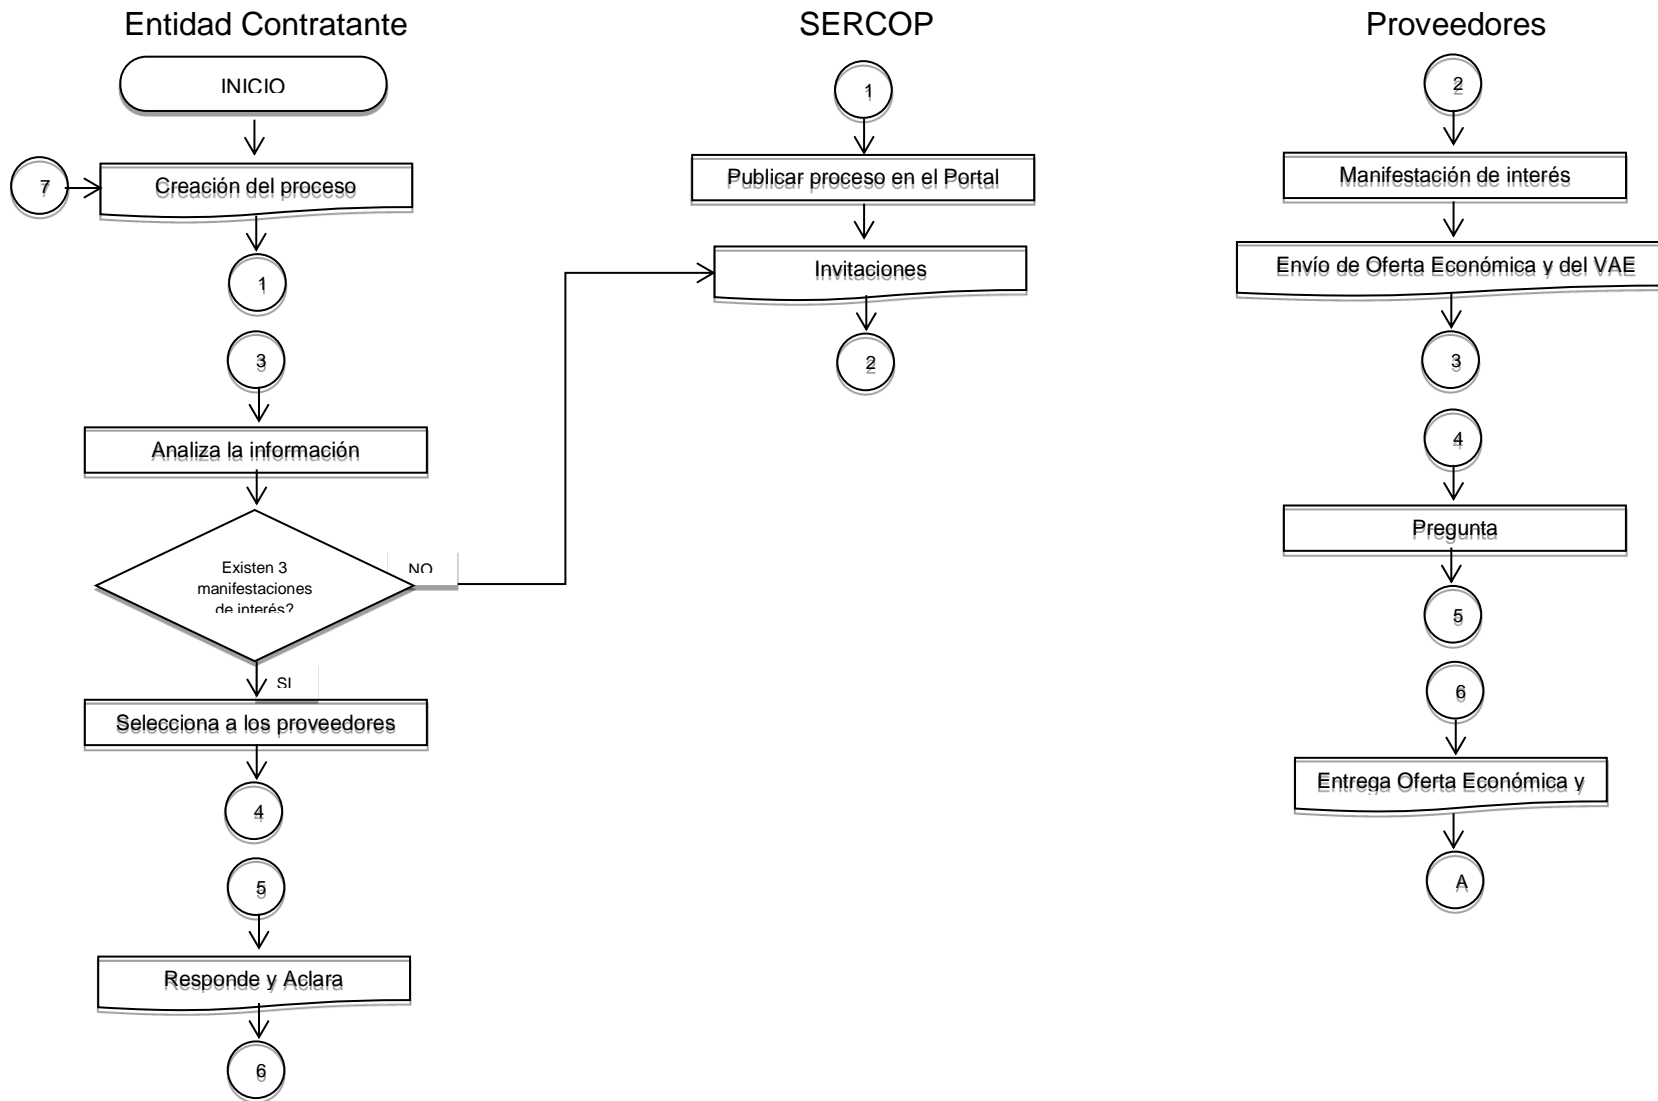 Entidad Contratante
INICIO
7
Creación del proceso
1
3
Analiza la información
Existen 3
manifestaciones
de interés?
NO
SI
Selecciona a los proveedores
4
5
Responde y Aclara
6
SERCOP
1
Publicar proceso en el Portal
Invitaciones
2
Proveedores
2
Manifestación de interés
Envío de Oferta Económica y del VAE
3
4
Pregunta
5
6
Entrega Oferta Económica y
A